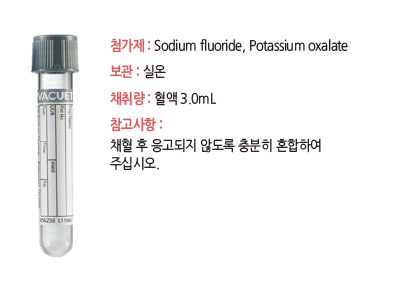 첨가제 : Sodium fluoride, Potassium oxalate
보관 : 실온
채취량 : 혈액 3.0mL
참고사항 :
채혈 후 응고되지 않도록 충분히 혼합하여
주십시오.
VACUET